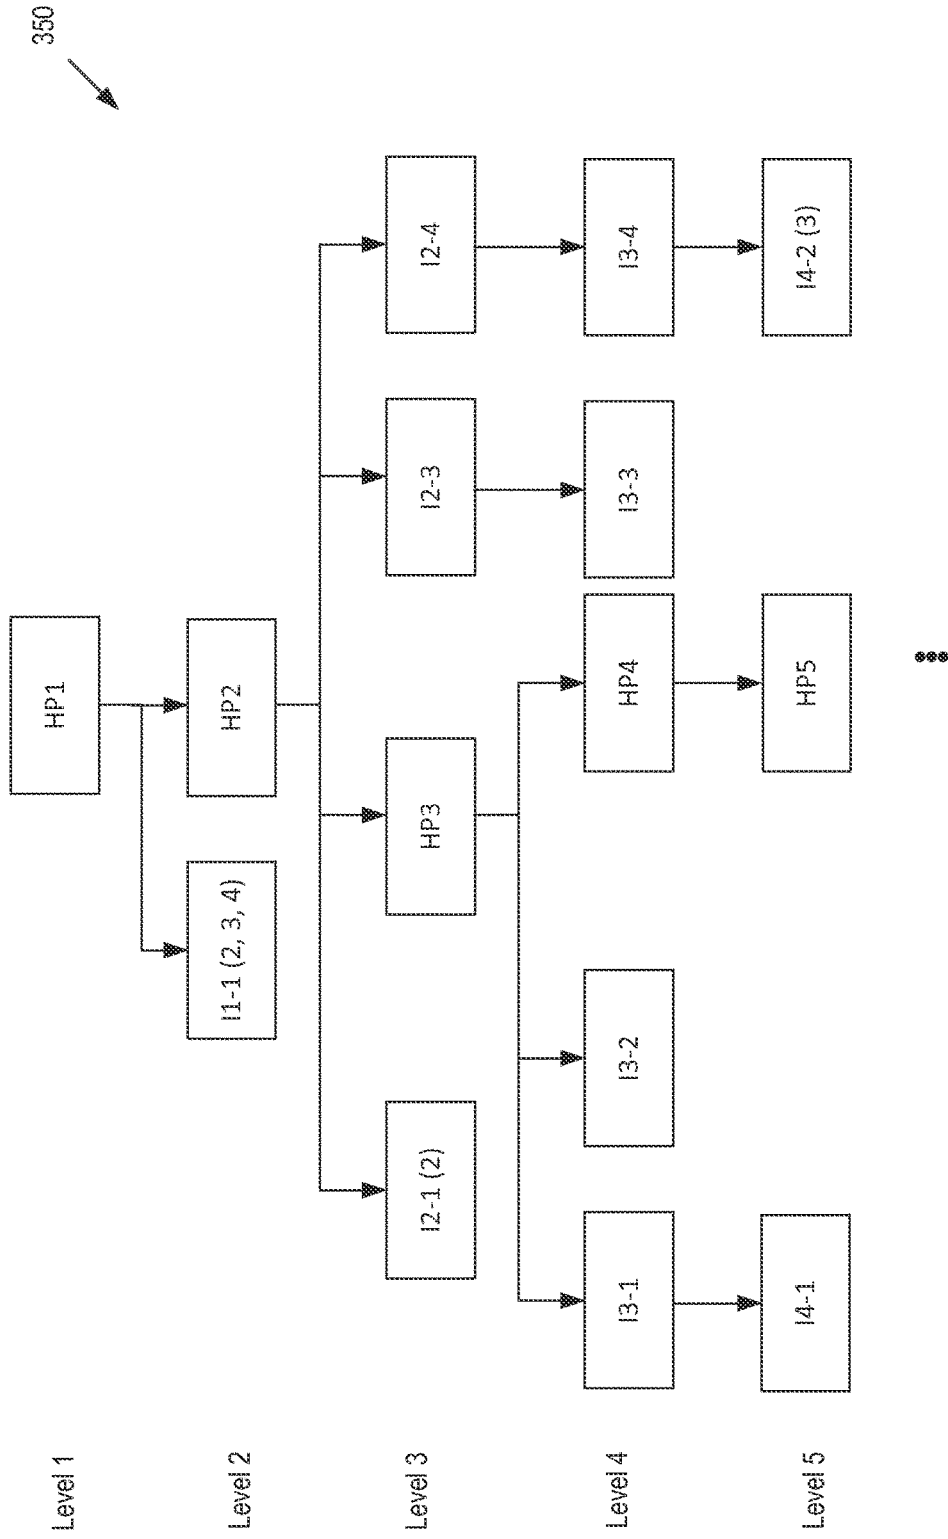 350
Level 1
HP1
Level 2
I1-1 (2, 3, 4)
HP2
Level 3
I2-1 (2)
HP3
I2-3
I2-4
Level 4
I3-1
I3-2
HP4
I3-3
I3-4
Level 5
I4-1
HP5
I4-2 (3)